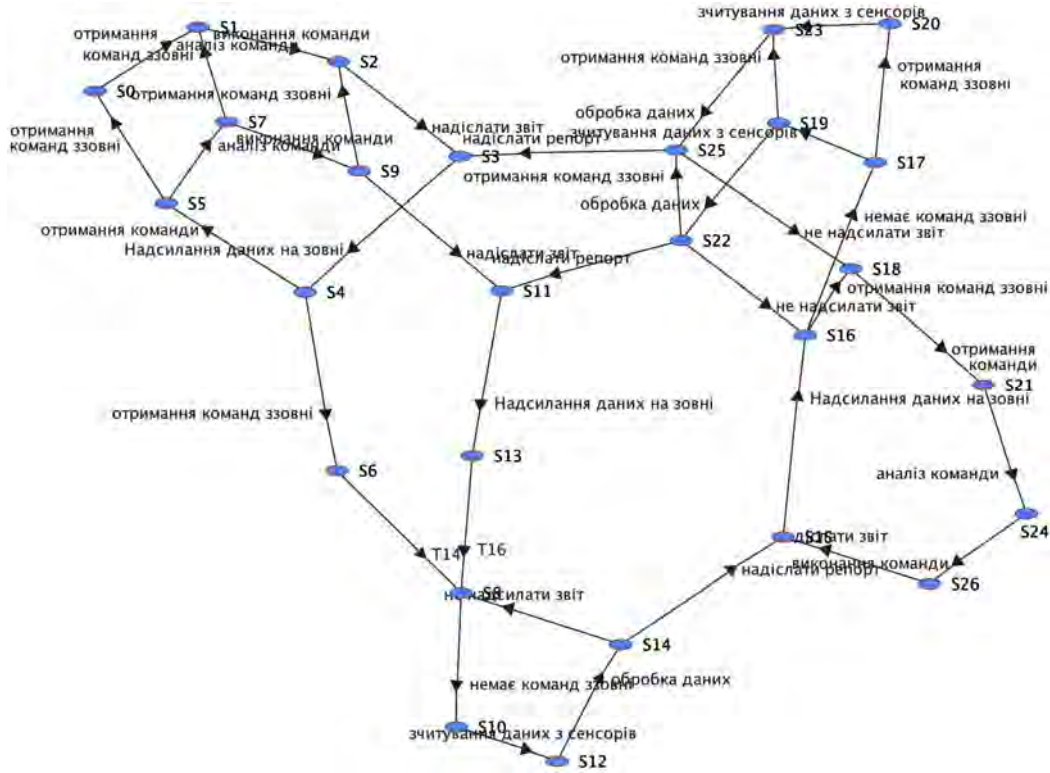 S1
зчитування даних з сенсорів
S20
S23
отримання
виконання команди
аналіз команди
команд ззовні
S2
отримання команд ззовні
отримання
команд ззовні
S0
отримання команд ззовні
обробка даних
S7
надіслати звіт
зчитування даних з сенсорів
S19
отримання
команд ззовні
виконання команди
аналіз команди
надіслати репорт
S3
S25
S17
S9
отримання команд ззовні
S5
обробка даних
немає команд ззовні
отримання команди
не надсилати звіт
Надсилання даних на зовні
S22
надіслати звіт
надіслати репорт
S18
S4
S11
отримання команд ззовні
не надсилати звіт
S16
отримання
команди
S21
Надсилання даних на зовні
Надсилання даних на зовні
отримання команд ззовні
S13
S6
аналіз команди
S24
надіслати звіт
S15
T14
T16
виконання команди
надіслати репорт
S26
S8
не надсилати звіт
S14
немає команд ззовні
обробка даних
S10
зчитування даних з сенсорів
S12